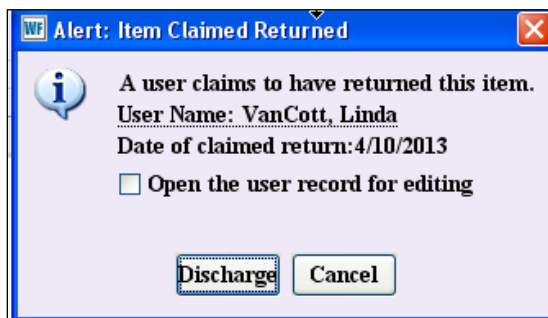 WF Alert: Item Claimed Returned
A user claims to have returned this item.
User Name: VanCott, Linda
Date of claimed return:4/10/2013
Open the user record for editing
Discharge Cancel